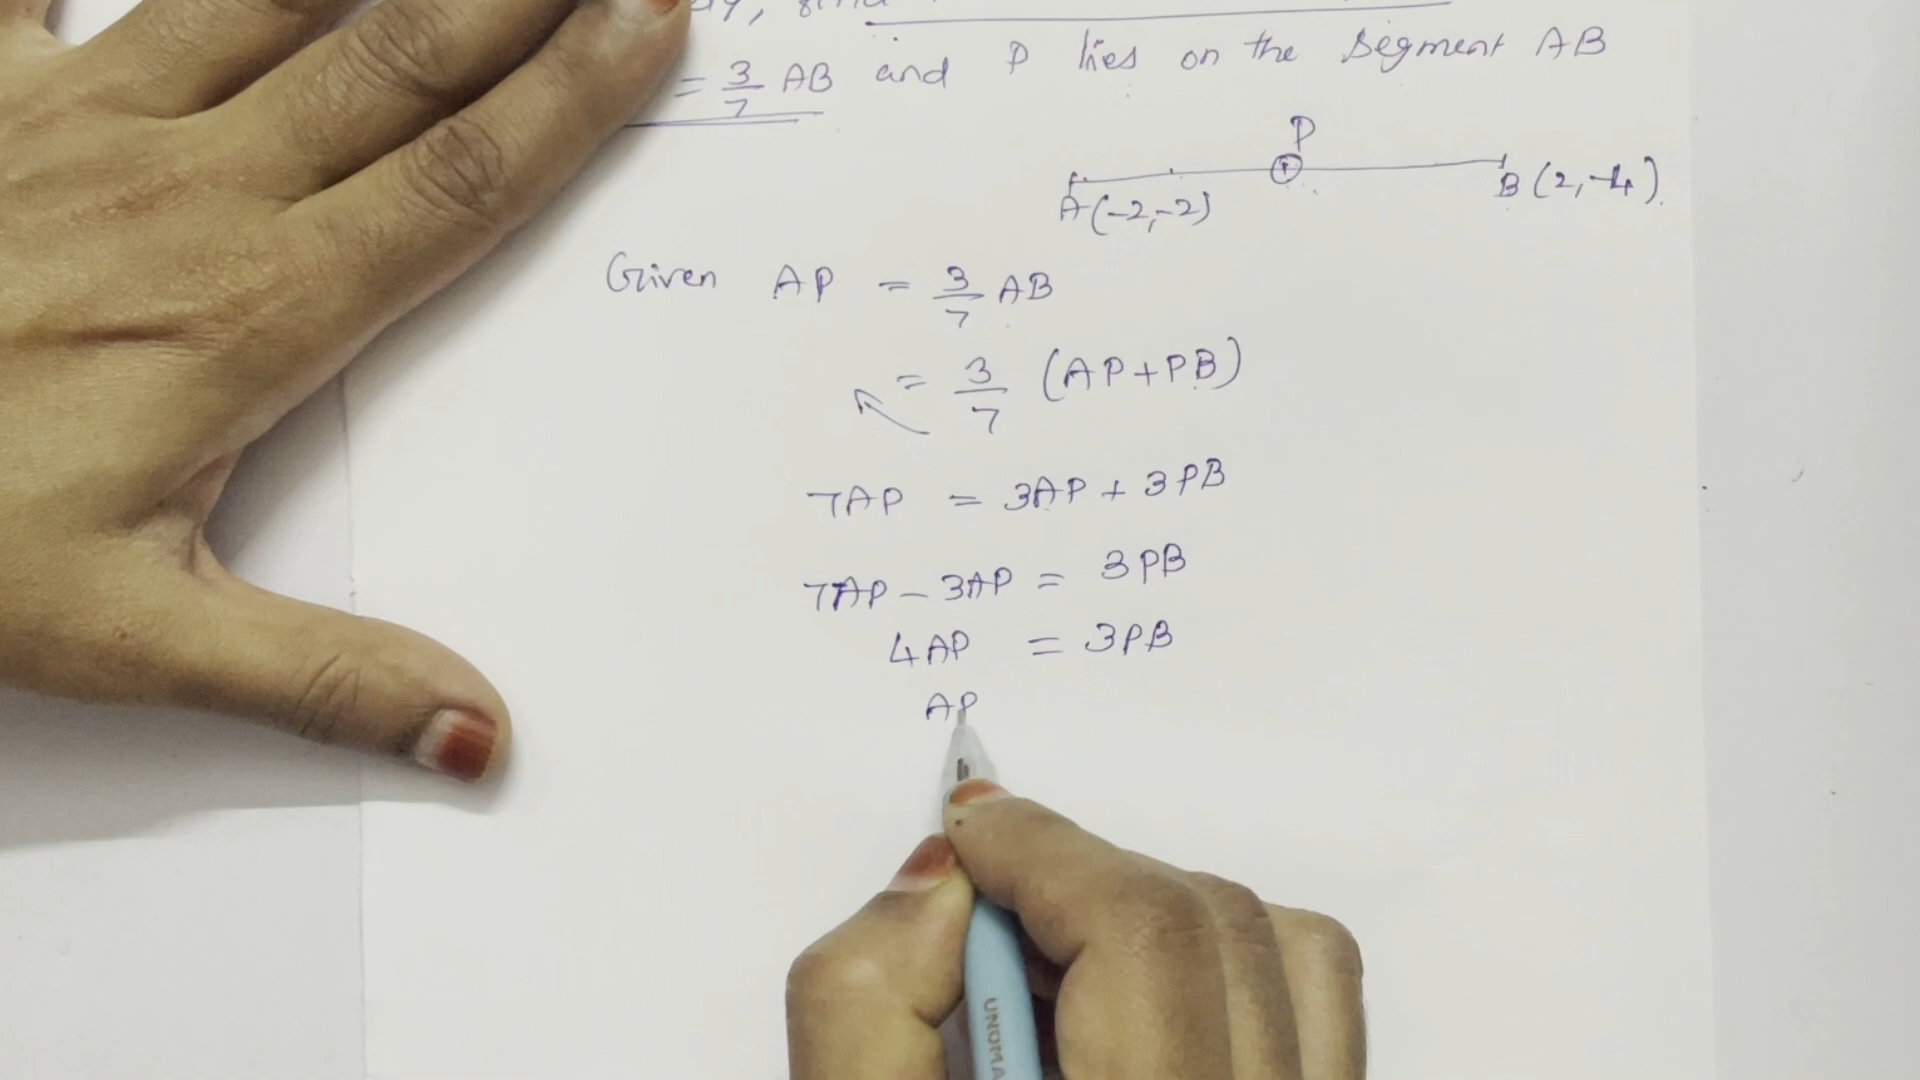 = 3/7 AB and P lies on the segment AB
P
A(-2,-2)
B(2,-4)
Given AP = 3/7 AB
= 3/7 (AP+PB)
7AP = 3AP + 3PB
7AP - 3AP = 3PB
4AP = 3PB
AP